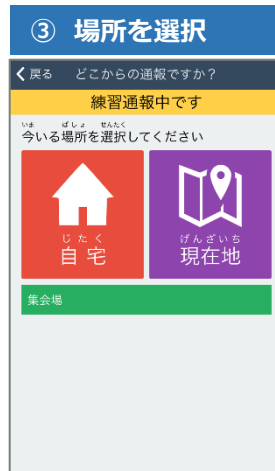 ③ 場所を選択
戻る どこからの通報ですか？
練習通報中です
いま ばしょ せんたく
今いる場所を選択してください
じたく げんざいち
自宅 現在地
集会場